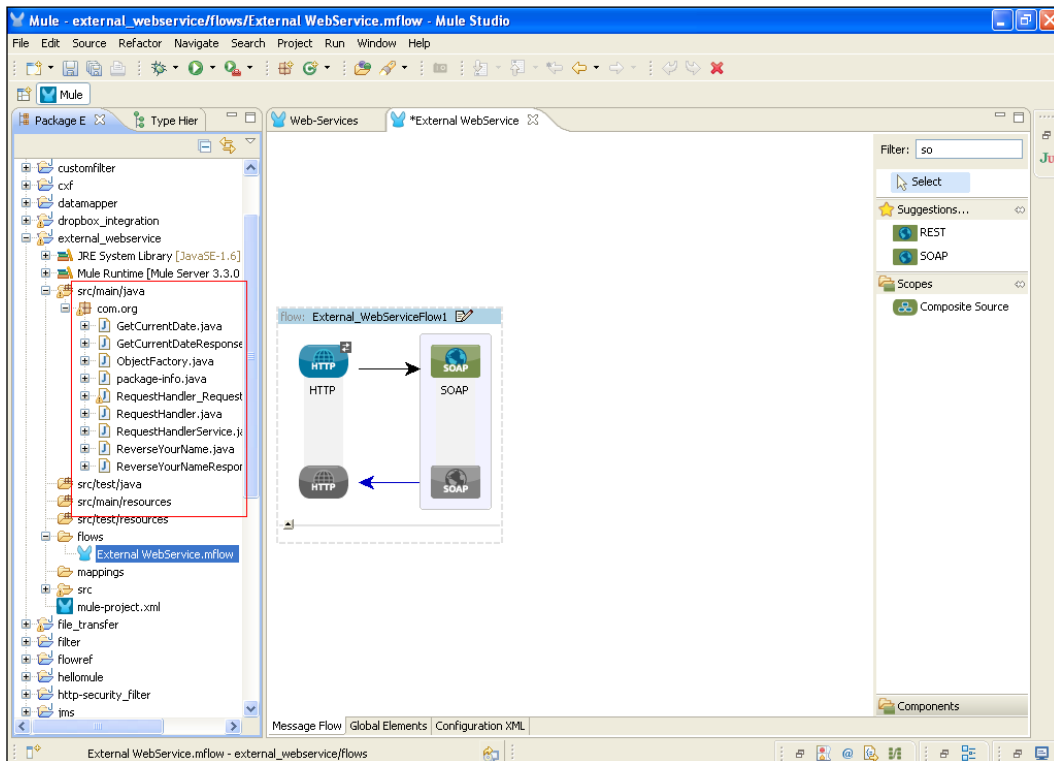 Mule - external_webservice/flows/External WebService.mflow - Mule Studio
File Edit Source Refactor Navigate Search Project Run Window Help
Mule
Package E Type Hier
Web-Services *External WebService
Filter: so
Select
Suggestions...
REST
SOAP
Scopes
Composite Source
Components
customfilter
cxf
datamapper
dropbox_integration
external_webservice
JRE System Library [JavaSE-1.6]
Mule Runtime [Mule Server 3.3.0
src/main/java
com.org
GetCurrentDate.java
GetCurrentDateResponse
ObjectFactory.java
package-info.java
RequestHandler_Request
RequestHandler.java
RequestHandlerService.ja
ReverseYourName.java
ReverseYourNameRespor
src/test/java
src/main/resources
src/test/resources
flows
External WebService.mflow
mappings
src
mule-project.xml
file_transfer
filter
flowref
hellomule
http-security_filter
jms
flow: External_WebServiceFlow1
HTTP SOAP
HTTP SOAP
HTTP SOAP
Message Flow Global Elements Configuration XML
External WebService.mflow - external_webservice/flows